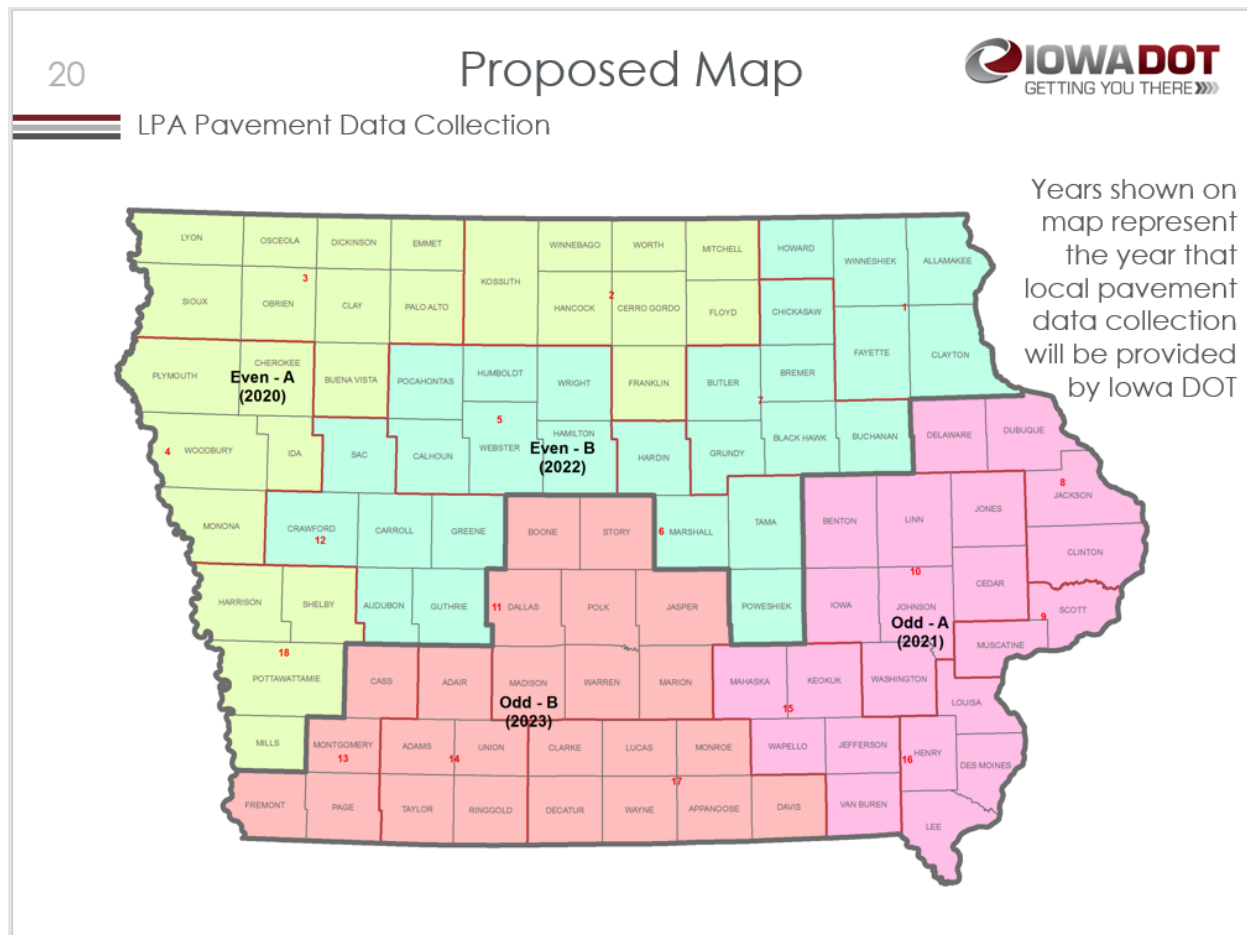 20
Proposed Map
IOWADOT
GETTING YOU THERE
LPA Pavement Data Collection
Years shown on
map represent
the year that
local pavement
data collection
will be provided
by Iowa DOT
LYON
OSCEOLA
DICKINSON
EMMET
KOSSUTH
WINNEBAGO
WORTH
MITCHELL
HOWARD
WINNESHIEK
ALLAMAKEE
3
2
1
SIOUX
OBRIEN
CLAY
PALO ALTO
HANCOCK
CERRO GORDO
FLOYD
CHICKASAW
FAYETTE
CLAYTON
PLYMOUTH
CHEROKEE
Even - A
(2020)
BUENA VISTA
POCAHONTAS
HUMBOLDT
WRIGHT
FRANKLIN
BUTLER
BREMER
7
5
4
WOODBURY
IDA
SAC
CALHOUN
WEBSTER
HAMILTON
Even - B
(2022)
HARDIN
GRUNDY
BLACK HAWK
BUCHANAN
DELAWARE
DUBUQUE
8
JACKSON
MONONA
CRAWFORD
12
CARROLL
GREENE
BOONE
STORY
6
MARSHALL
TAMA
BENTON
LINN
JONES
CLINTON
10
CEDAR
HARRISON
SHELBY
AUDUBON
GUTHRIE
11
DALLAS
POLK
JASPER
POWESHIEK
IOWA
JOHNSON
Odd - A
(2021)
9
SCOTT
MUSCATINE
18
POTTAWATTAMIE
CASS
ADAIR
MADISON
WARREN
MARION
MAHASKA
KEOKUK
WASHINGTON
LOUISA
Odd - B
(2023)
15
MILLS
MONTGOMERY
13
ADAMS
14
UNION
CLARKE
LUCAS
MONROE
WAPELLO
JEFFERSON
16
HENRY
DES MOINES
17
FREMONT
PAGE
TAYLOR
RINGGOLD
DECATUR
WAYNE
APPANOOSE
DAVIS
VAN BUREN
LEE